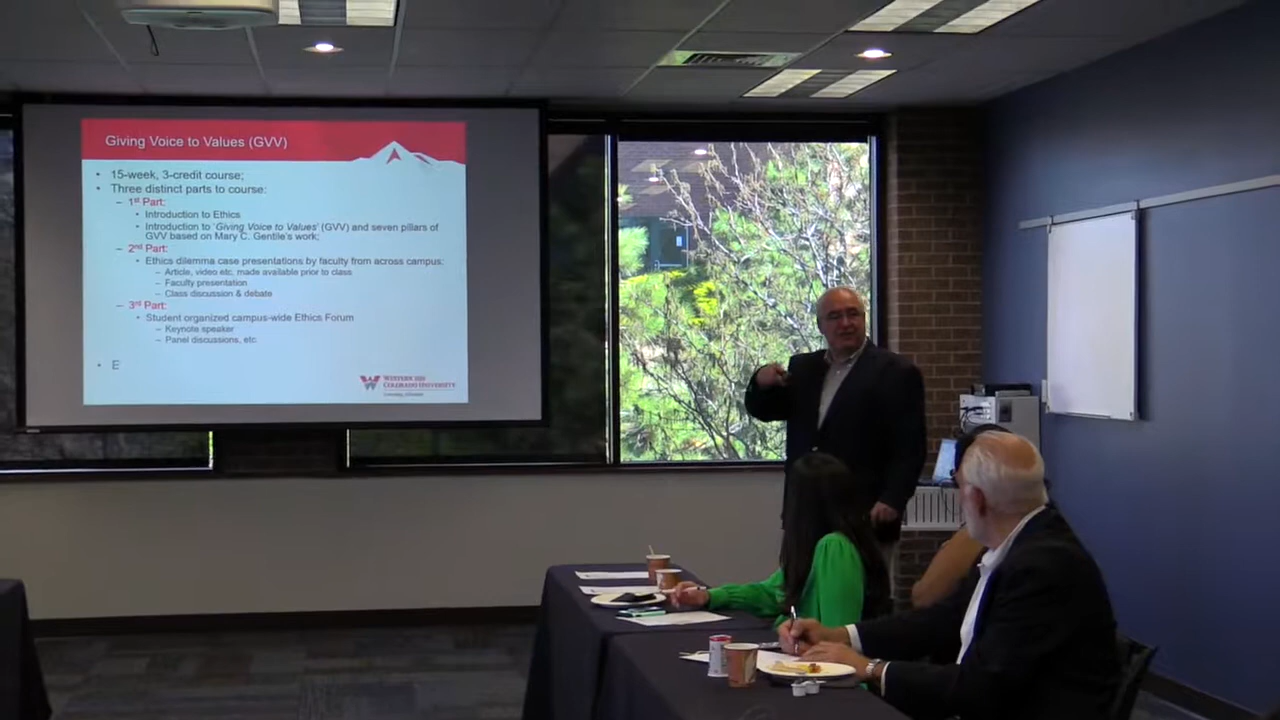 Giving Voice to Values (GVV)
• 15-week, 3-credit course;
• Three distinct parts to course:
– 1st Part:
• Introduction to Ethics
• Introduction to 'Giving Voice to Values' (GVV) and seven pillars of
GVV based on Mary C. Gentile's work;
– 2nd Part:
• Ethics dilemma case presentations by faculty from across campus:
– Article, video etc, made available prior to class
– Faculty presentation
– Class discussion & debate
– 3rd Part:
• Student organized campus-wide Ethics Forum
– Keynote speaker
– Panel discussions, etc
• E
WESTERN
COLORADO UNIVERSITY